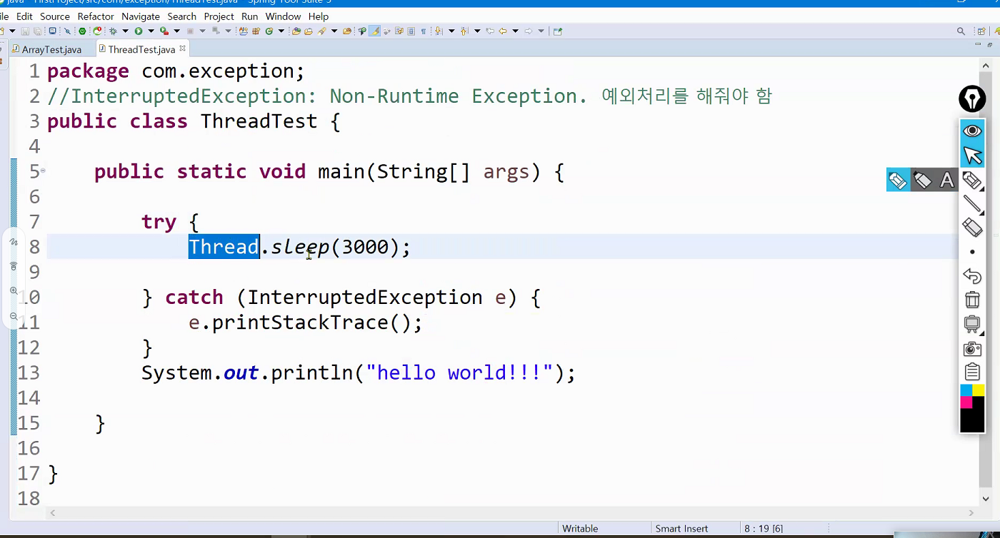 java - FirstProject/src/com/exception/ThreadTest.java - Spring Tool Suite 3
ile Edit Source Refactor Navigate Search Project Run Window Help
ArrayTest.java ThreadTest.java
1 package com.exception;
2 //InterruptedException: Non-Runtime Exception. 예외처리를 해줘야 함
3 public class ThreadTest {
4
5 public static void main(String[] args) {
6
7 try {
8 Thread.sleep(3000);
9
10 } catch (InterruptedException e) {
11 e.printStackTrace();
12 }
13 System.out.println("hello world!!!");
14
15 }
16
17 }
18
A
Writable Smart Insert 8 : 19 [6]